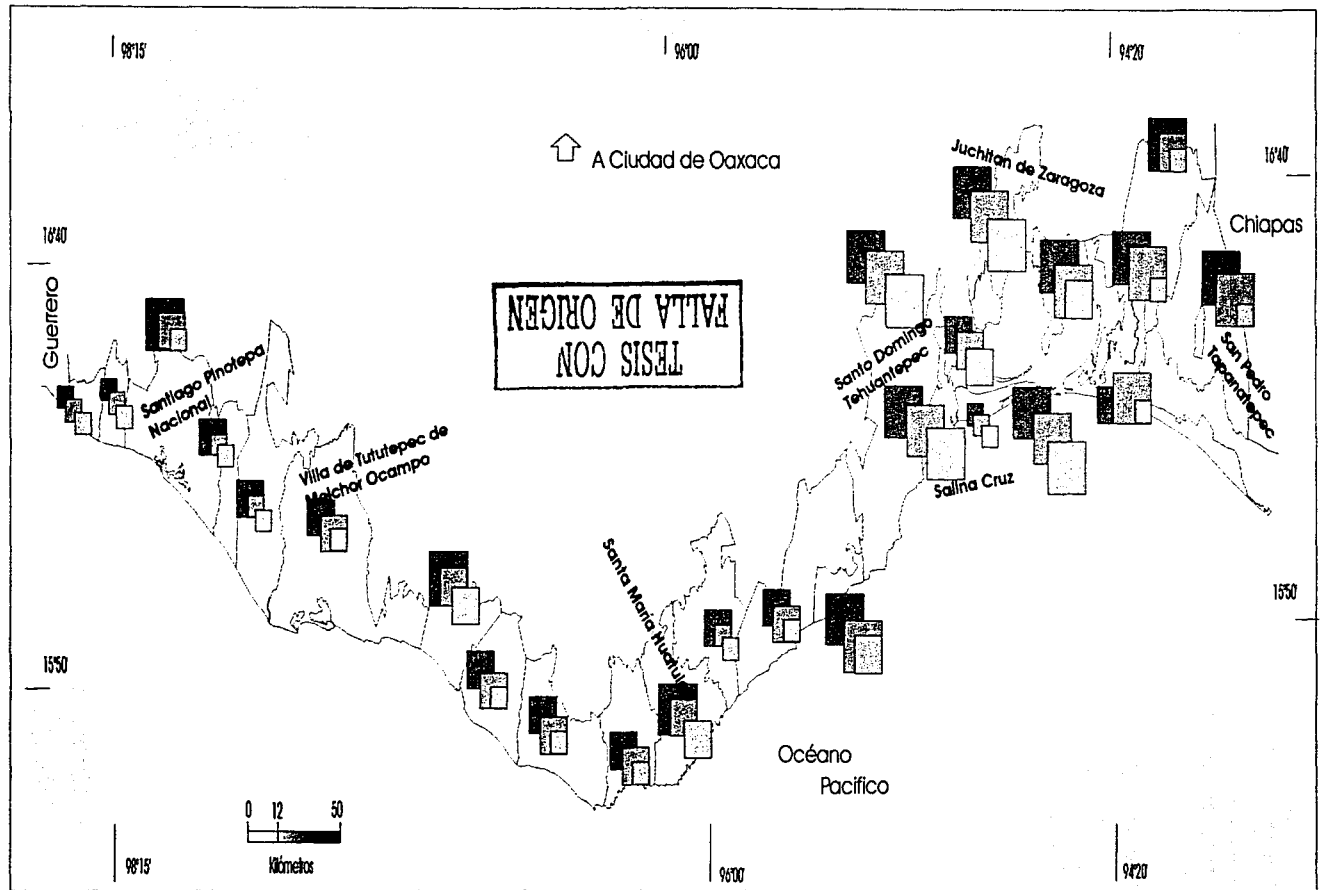 98°15'
96°00'
94°20'
A Ciudad de Oaxaca
Juchitan de Zaragoza
16°40'
Chiapas
16°40'
Guerrero
TESIS CON
FALLA DE ORIGEN
Santiago Pinotepa
Nacional
Santo Domingo
Tehuantepec
San Pedro
Tapanatepec
Villa de Tututepec de
Melchor Ocampo
Salina Cruz
Santa María Huatul
15°50'
15°50'
Océano
Pacífico
0 12 50
Kilómetros
98°15'
96°00'
94°20'